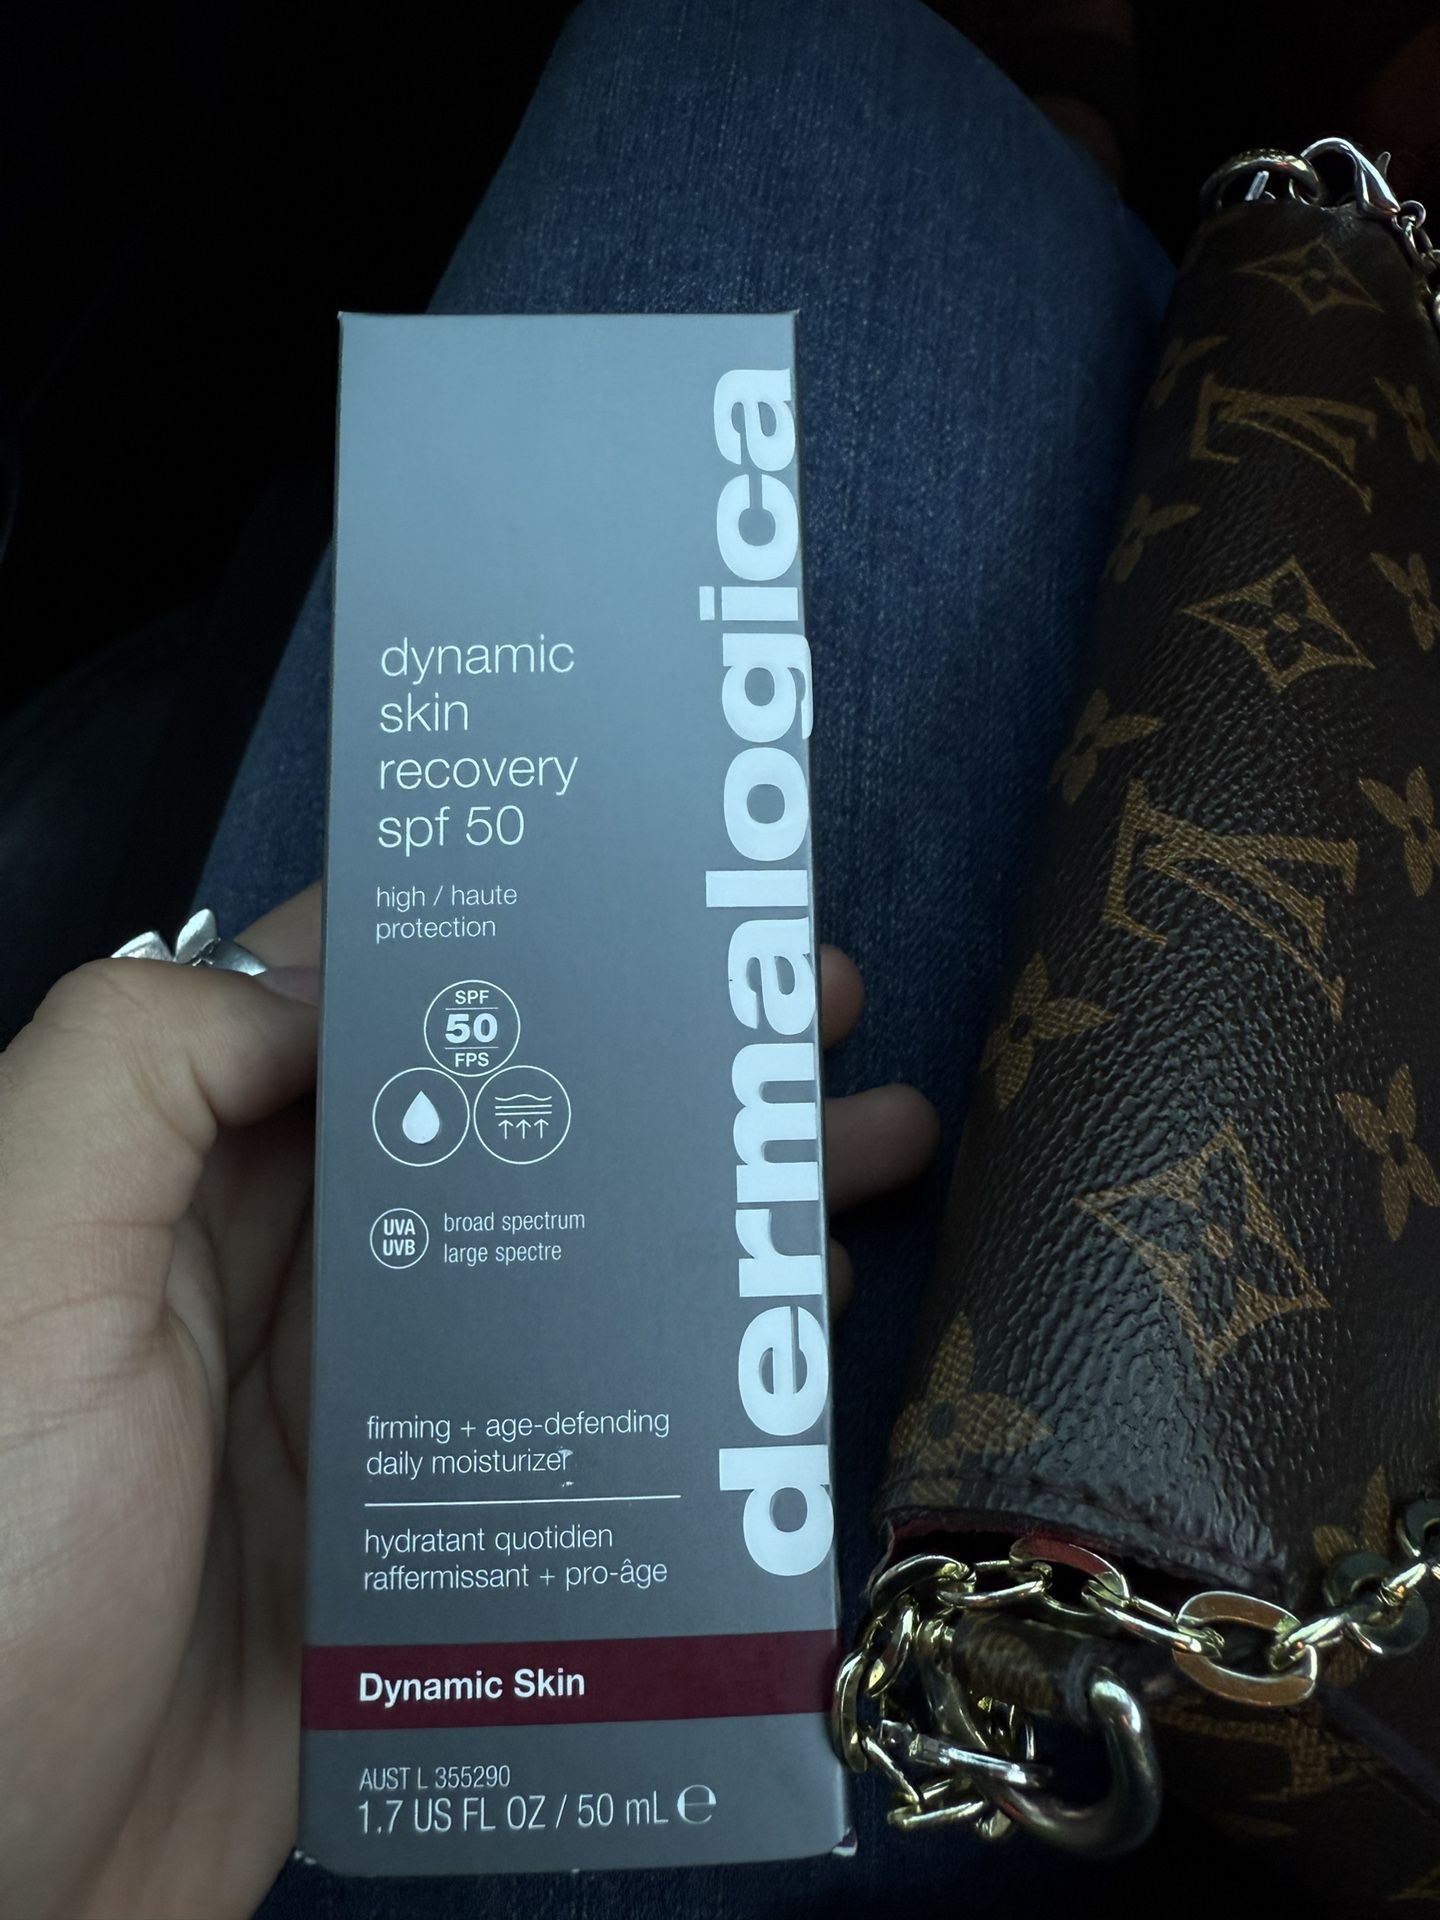 dynamic
skin
recovery
spf 50
high / haute
protection
SPF
50
FPS
UVA
UVB
broad spectrum
large spectre
firming + age-defending
daily moisturizer
hydratant quotidien
raffermissant + pro-âge
Dynamic Skin
AUST L 355290
1.7 US FL OZ / 50 mL ℮
dermalogica
LV
LV